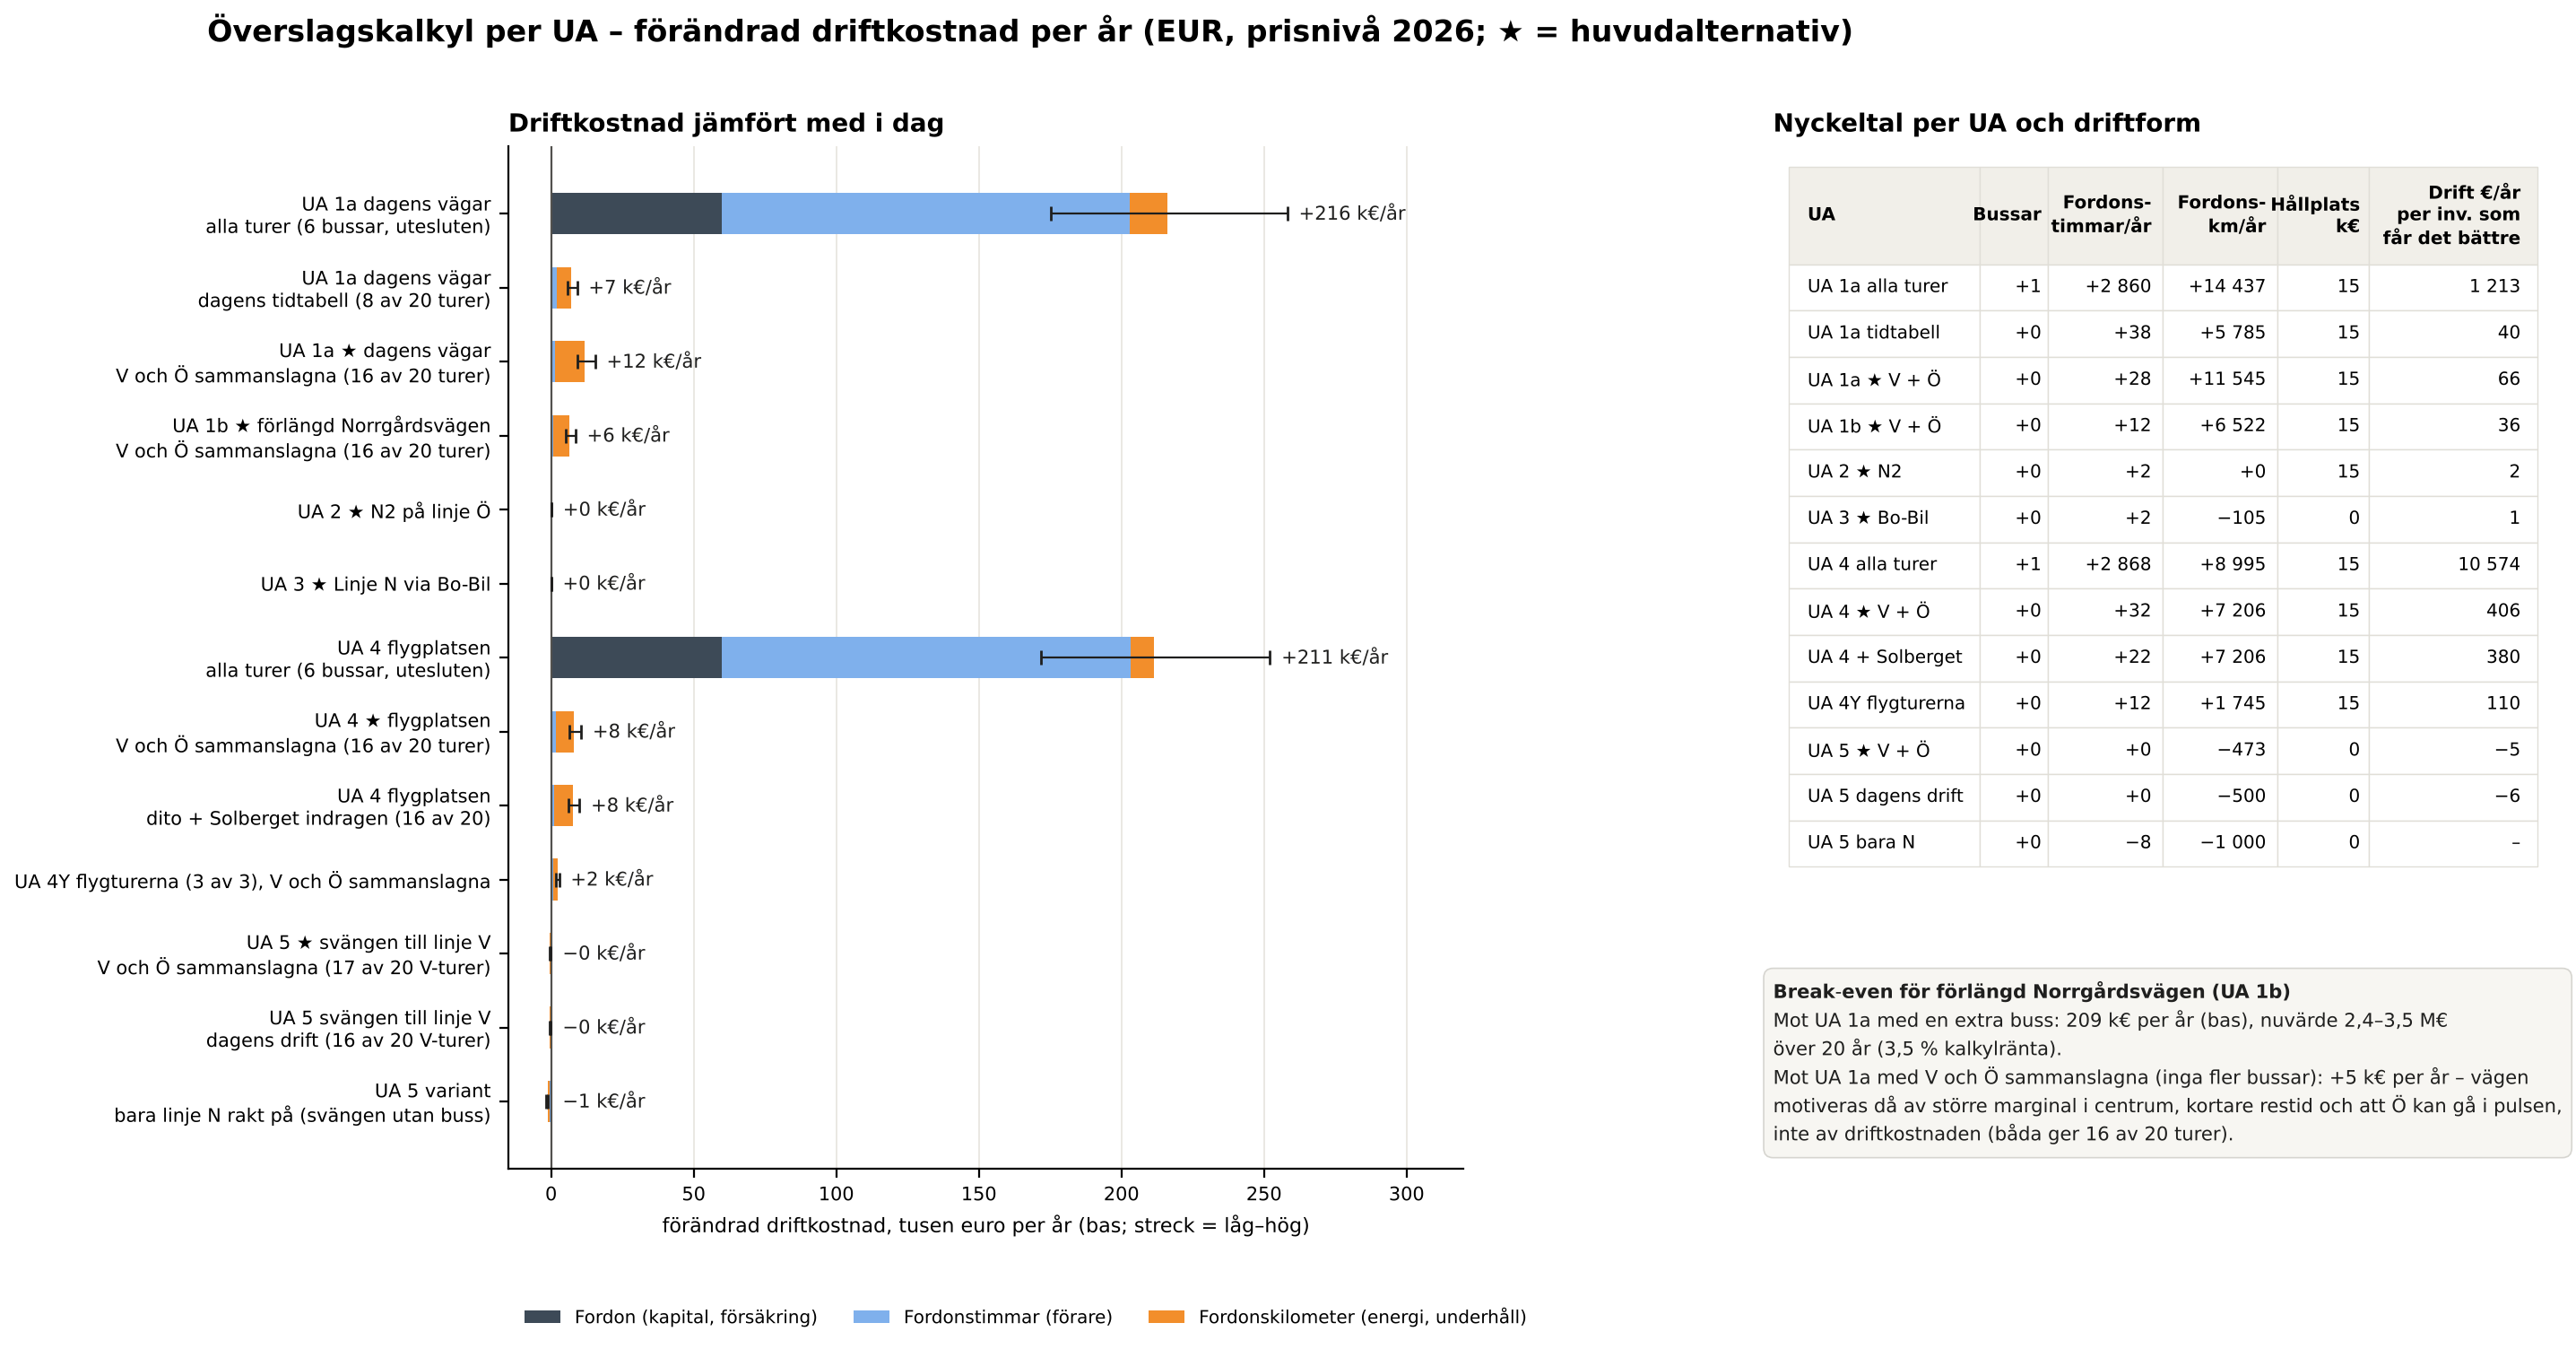 Överslagskalkyl per UA – förändrad driftkostnad per år (EUR, prisnivå 2026; ★ = huvudalternativ)
Driftkostnad jämfört med i dag
UA 1a dagens vägar
alla turer (6 bussar, utesluten)
+216 k€/år
UA 1a dagens vägar
dagens tidtabell (8 av 20 turer)
+7 k€/år
UA 1a ★ dagens vägar
V och Ö sammanslagna (16 av 20 turer)
+12 k€/år
UA 1b ★ förlängd Norrgårdsvägen
V och Ö sammanslagna (16 av 20 turer)
+6 k€/år
UA 2 ★ N2 på linje Ö
+0 k€/år
UA 3 ★ Linje N via Bo-Bil
+0 k€/år
UA 4 flygplatsen
alla turer (6 bussar, utesluten)
+211 k€/år
UA 4 ★ flygplatsen
V och Ö sammanslagna (16 av 20 turer)
+8 k€/år
UA 4 flygplatsen
dito + Solberget indragen (16 av 20)
+8 k€/år
UA 4Y flygturerna (3 av 3), V och Ö sammanslagna
+2 k€/år
UA 5 ★ svängen till linje V
V och Ö sammanslagna (17 av 20 V-turer)
−0 k€/år
UA 5 svängen till linje V
dagens drift (16 av 20 V-turer)
−0 k€/år
UA 5 variant
bara linje N rakt på (svängen utan buss)
−1 k€/år
0 50 100 150 200 250 300
förändrad driftkostnad, tusen euro per år (bas; streck = låg–hög)
Fordon (kapital, försäkring) Fordonstimmar (förare) Fordonskilometer (energi, underhåll)
Nyckeltal per UA och driftform
UA Bussar Fordons-timmar/år Fordons-km/år Hållplats k€ Drift €/år per inv. som får det bättre
UA 1a alla turer +1 +2 860 +14 437 15 1 213
UA 1a tidtabell +0 +38 +5 785 15 40
UA 1a ★ V + Ö +0 +28 +11 545 15 66
UA 1b ★ V + Ö +0 +12 +6 522 15 36
UA 2 ★ N2 +0 +2 +0 15 2
UA 3 ★ Bo-Bil +0 +2 −105 0 1
UA 4 alla turer +1 +2 868 +8 995 15 10 574
UA 4 ★ V + Ö +0 +32 +7 206 15 406
UA 4 + Solberget +0 +22 +7 206 15 380
UA 4Y flygturerna +0 +12 +1 745 15 110
UA 5 ★ V + Ö +0 +0 −473 0 −5
UA 5 dagens drift +0 +0 −500 0 −6
UA 5 bara N +0 −8 −1 000 0 –
Break-even för förlängd Norrgårdsvägen (UA 1b)
Mot UA 1a med en extra buss: 209 k€ per år (bas), nuvärde 2,4–3,5 M€
över 20 år (3,5 % kalkylränta).
Mot UA 1a med V och Ö sammanslagna (inga fler bussar): +5 k€ per år – vägen
motiveras då av större marginal i centrum, kortare restid och att Ö kan gå i pulsen,
inte av driftkostnaden (båda ger 16 av 20 turer).